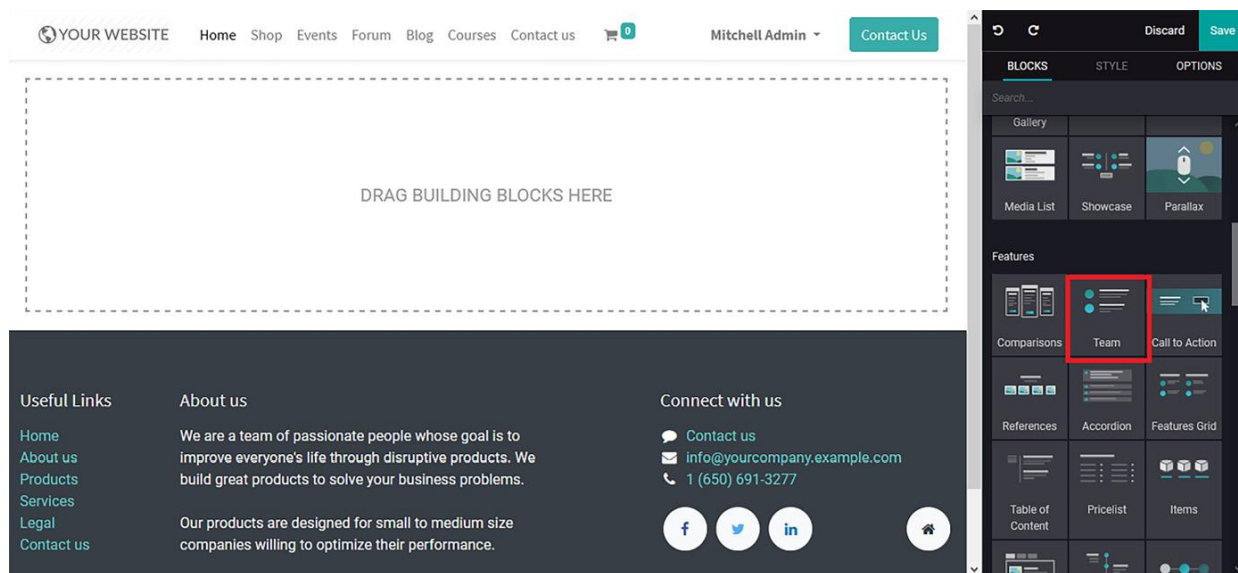 YOUR WEBSITE Home Shop Events Forum Blog Courses Contact us 0 Mitchell Admin Contact Us
DRAG BUILDING BLOCKS HERE
Useful Links
Home
About us
Products
Services
Legal
Contact us
About us
We are a team of passionate people whose goal is to
improve everyone's life through disruptive products. We
build great products to solve your business problems.
Our products are designed for small to medium size
companies willing to optimize their performance.
Connect with us
Contact us
info@yourcompany.example.com
1 (650) 691-3277
f in
Discard Save
BLOCKS STYLE OPTIONS
Search...
Gallery
Media List Showcase Parallax
Features
Comparisons Team Call to Action
References Accordion Features Grid
Table of
Content
Pricelist Items